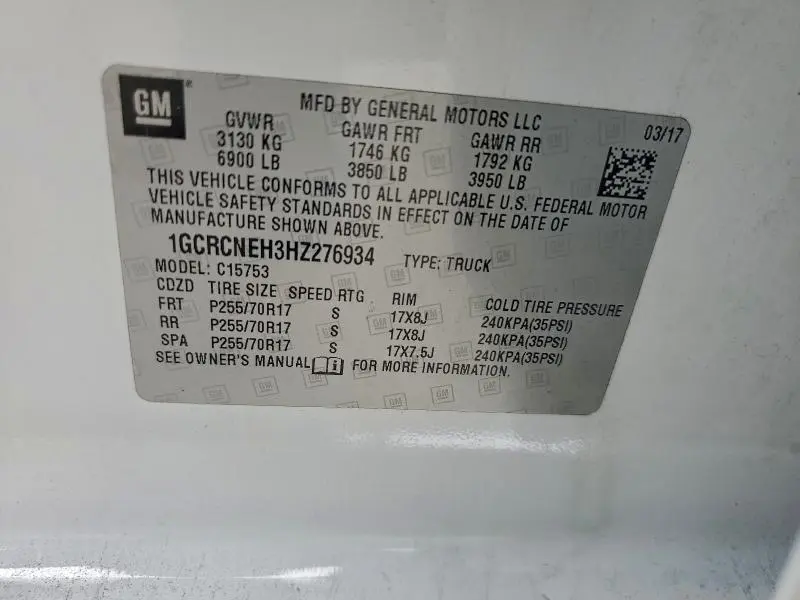 GM
MFD BY GENERAL MOTORS LLC
03/17
GVWR GAWR FRT GAWR RR
3130 KG 1746 KG 1792 KG
6900 LB 3850 LB 3950 LB
THIS VEHICLE CONFORMS TO ALL APPLICABLE U.S. FEDERAL MOTOR
VEHICLE SAFETY STANDARDS IN EFFECT ON THE DATE OF
MANUFACTURE SHOWN ABOVE.
1GCRCNEH3HZ276934 TYPE: TRUCK
MODEL: C15753
CDZD TIRE SIZE SPEED RTG RIM COLD TIRE PRESSURE
FRT P255/70R17 S 17X8J 240KPA(35PSI)
RR P255/70R17 S 17X8J 240KPA(35PSI)
SPA P255/70R17 S 17X7.5J 240KPA(35PSI)
SEE OWNER'S MANUAL FOR MORE INFORMATION.